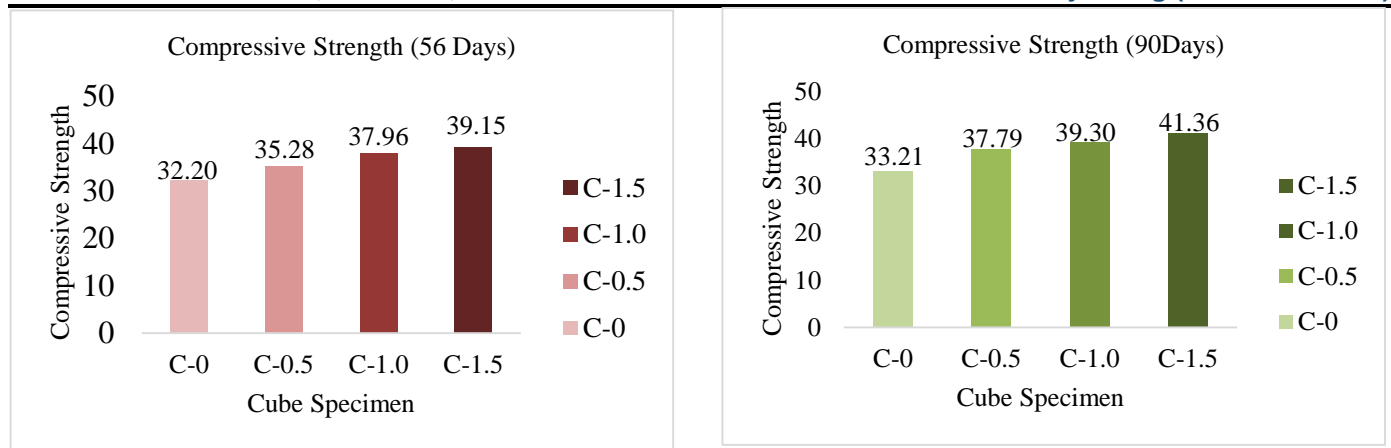 Compressive Strength (56 Days)
50
40
30
20
10
0
Compressive Strength
32.20
35.28
37.96
39.15
C-0
C-0.5
C-1.0
C-1.5
Cube Specimen
C-1.5
C-1.0
C-0.5
C-0
Compressive Strength (90Days)
50
40
30
20
10
0
Compressive Strength
33.21
37.79
39.30
41.36
C-0
C-0.5
C-1.0
C-1.5
Cube Specimen
C-1.5
C-1.0
C-0.5
C-0